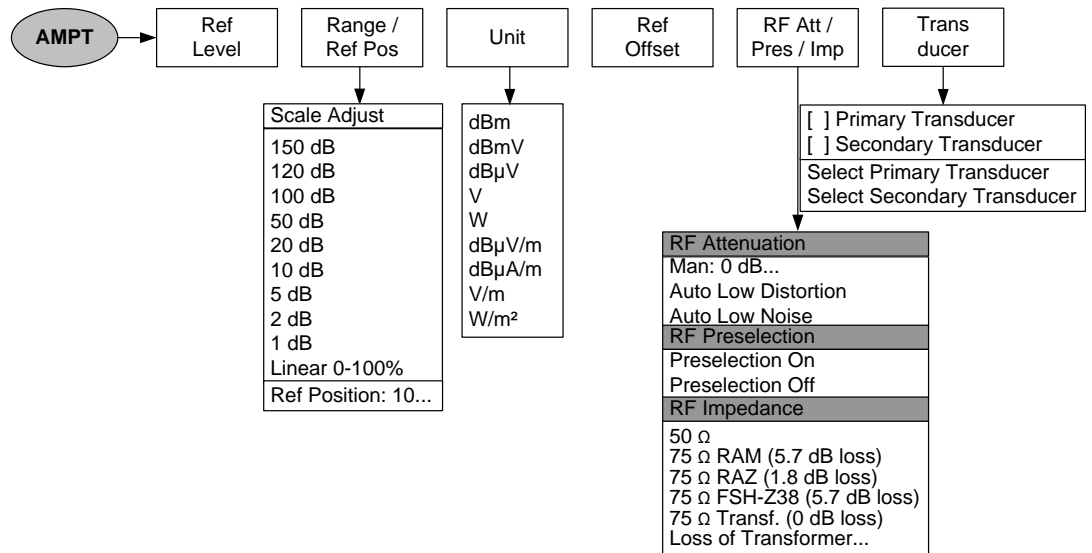 AMPT
Ref
Level
Range /
Ref Pos
Unit
Ref
Offset
RF Att /
Pres / Imp
Trans
ducer
Scale Adjust
150 dB
120 dB
100 dB
50 dB
20 dB
10 dB
5 dB
2 dB
1 dB
Linear 0-100%
Ref Position: 10...
dBm
dBmV
dBµV
V
W
dBµV/m
dBµA/m
V/m
W/m²
[ ] Primary Transducer
[ ] Secondary Transducer
Select Primary Transducer
Select Secondary Transducer
RF Attenuation
Man: 0 dB...
Auto Low Distortion
Auto Low Noise
RF Preselection
Preselection On
Preselection Off
RF Impedance
50 Ω
75 Ω RAM (5.7 dB loss)
75 Ω RAZ (1.8 dB loss)
75 Ω FSH-Z38 (5.7 dB loss)
75 Ω Transf. (0 dB loss)
Loss of Transformer...